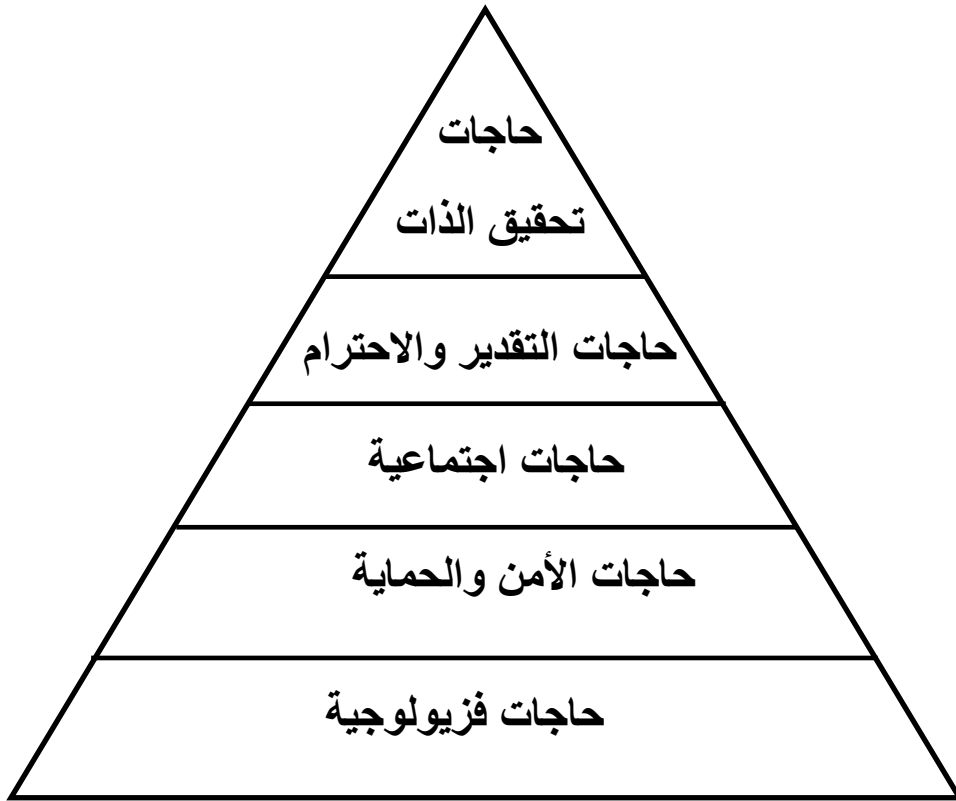 حاجات
تحقيق الذات
حاجات التقدير والاحترام
حاجات اجتماعية
حاجات الأمن والحماية
حاجات فزيولوجية